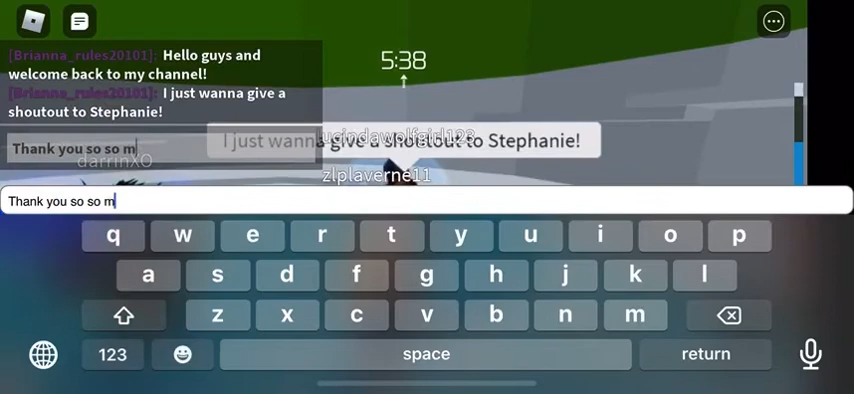 [Brianna_rules20101]: Hello guys and
welcome back to my channel!
[Brianna_rules20101]: I just wanna give a
shoutout to Stephanie!
Thank you so so m
darrinXO
5:38
I just wanna give a shoutout to Stephanie!
lucindawolfgirl123
zlplaverne11
Thank you so so m
q w e r t y u i o p
a s d f g h j k l
z x c v b n m
123 space return